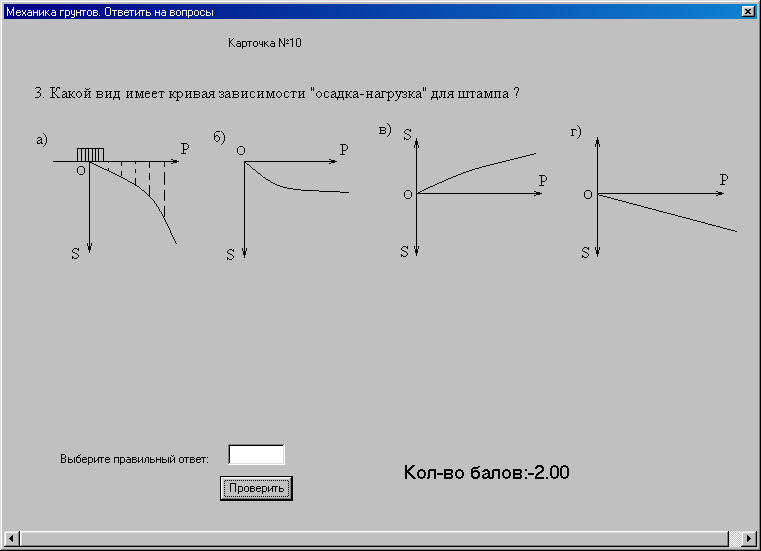 Механика грунтов. Ответить на вопросы
Карточка №10
3. Какой вид имеет кривая зависимости "осадка-нагрузка" для штампа ?
а)
P
O
S
б)
O
P
S
в)
S
O
P
S
г)
O
P
S
Выберите правильный ответ:
Проверить
Кол-во балов:-2.00